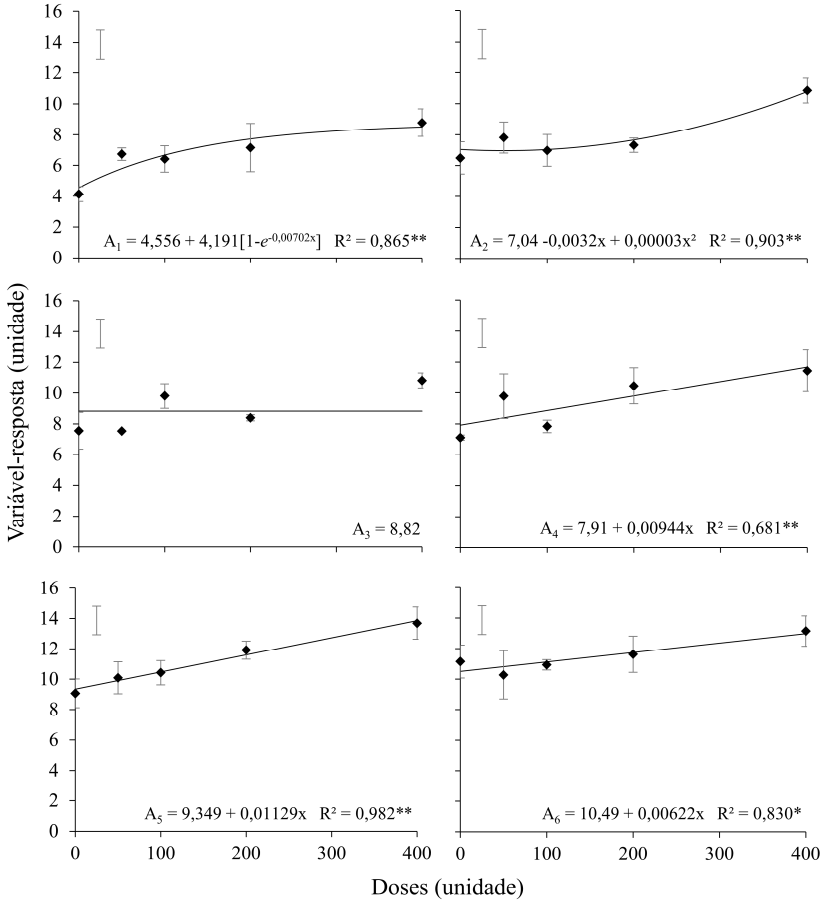 16
14
12
10
8
6
4
2
0
A₁ = 4,556 + 4,191[1-e^-0,00702x] R² = 0,865**
A₂ = 7,04 -0,0032x + 0,00003x² R² = 0,903**
Variável-resposta (unidade)
16
14
12
10
8
6
4
2
0
A₃ = 8,82
A₄ = 7,91 + 0,00944x R² = 0,681**
16
14
12
10
8
6
4
2
0
A₅ = 9,349 + 0,01129x R² = 0,982**
A₆ = 10,49 + 0,00622x R² = 0,830*
0 100 200 300 400
0 100 200 300 400
Doses (unidade)